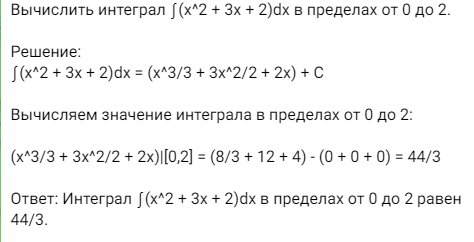 Вычислить интеграл ∫(x^2 + 3x + 2)dx в пределах от 0 до 2.
Решение:
∫(x^2 + 3x + 2)dx = (x^3/3 + 3x^2/2 + 2x) + C
Вычисляем значение интеграла в пределах от 0 до 2:
(x^3/3 + 3x^2/2 + 2x)|[0,2] = (8/3 + 12 + 4) - (0 + 0 + 0) = 44/3
Ответ: Интеграл ∫(x^2 + 3x + 2)dx в пределах от 0 до 2 равен
44/3.